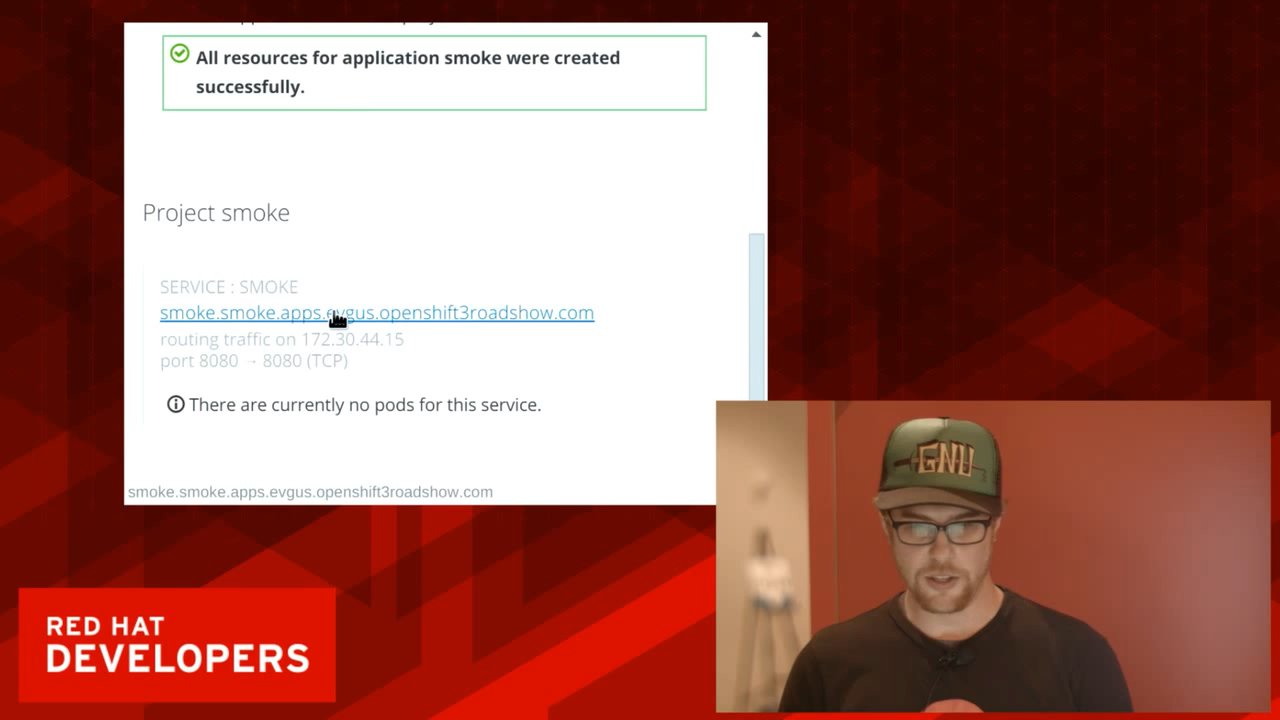 All resources for application smoke were created
successfully.
Project smoke
SERVICE : SMOKE
smoke.smoke.apps.evgus.openshift3roadshow.com
routing traffic on 172.30.44.15
port 8080 → 8080 (TCP)
There are currently no pods for this service.
smoke.smoke.apps.evgus.openshift3roadshow.com
GNU
RED HAT
DEVELOPERS